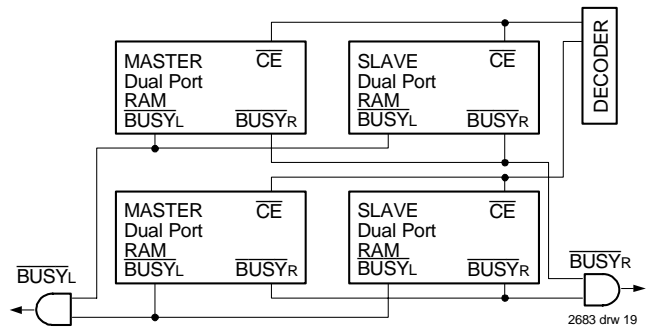 MASTER CE
Dual Port
RAM
BUSYL BUSYR
SLAVE CE
Dual Port
RAM
BUSYL BUSYR
DECODER
MASTER CE
Dual Port
RAM
BUSYL BUSYR
SLAVE CE
Dual Port
RAM
BUSYL BUSYR
BUSYL
BUSYR
2683 drw 19